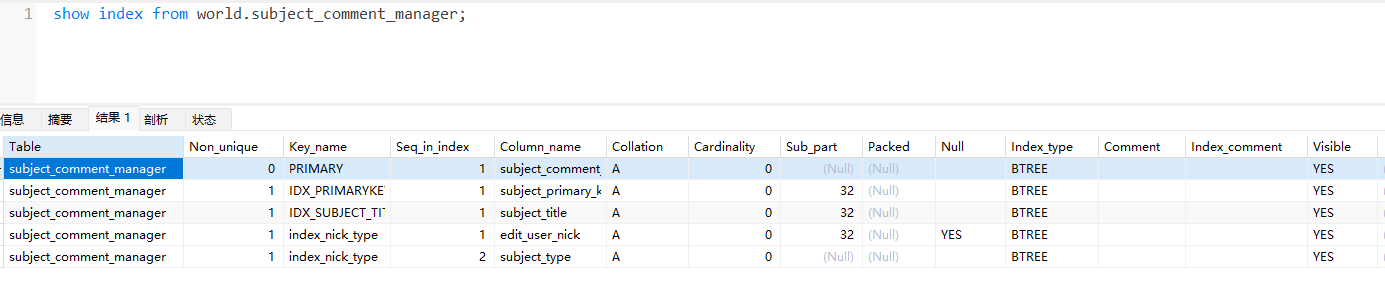 1 show index from world.subject_comment_manager;
信息 摘要 结果 1 剖析 状态
Table Non_unique Key_name Seq_in_index Column_name Collation Cardinality Sub_part Packed Null Index_type Comment Index_comment Visible
subject_comment_manager 0 PRIMARY 1 subject_comment_ A 0 (Null) (Null) BTREE YES
subject_comment_manager 1 IDX_PRIMARYKE 1 subject_primary_k A 0 32 (Null) BTREE YES
subject_comment_manager 1 IDX_SUBJECT_TI 1 subject_title A 0 32 (Null) BTREE YES
subject_comment_manager 1 index_nick_type 1 edit_user_nick A 0 32 (Null) YES BTREE YES
subject_comment_manager 1 index_nick_type 2 subject_type A 0 (Null) (Null) BTREE YES